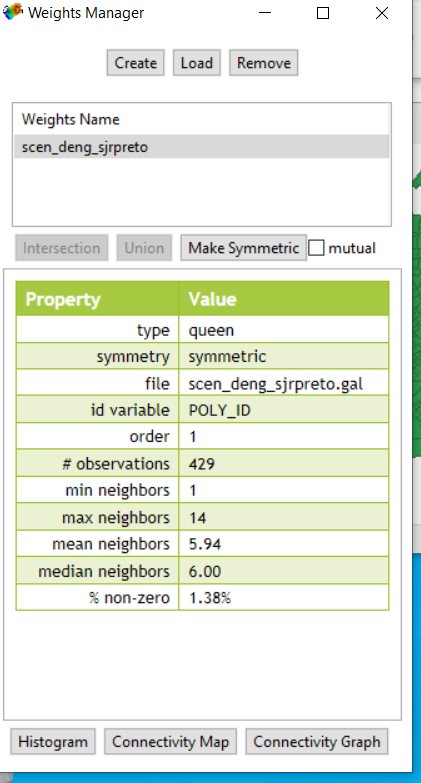 Weights Manager
Create Load Remove
Weights Name
scen_deng_sjrpreto
Intersection Union Make Symmetric mutual
Property Value
type queen
symmetry symmetric
file scen_deng_sjrpreto.gal
id variable POLY_ID
order 1
# observations 429
min neighbors 1
max neighbors 14
mean neighbors 5.94
median neighbors 6.00
% non-zero 1.38%
Histogram Connectivity Map Connectivity Graph